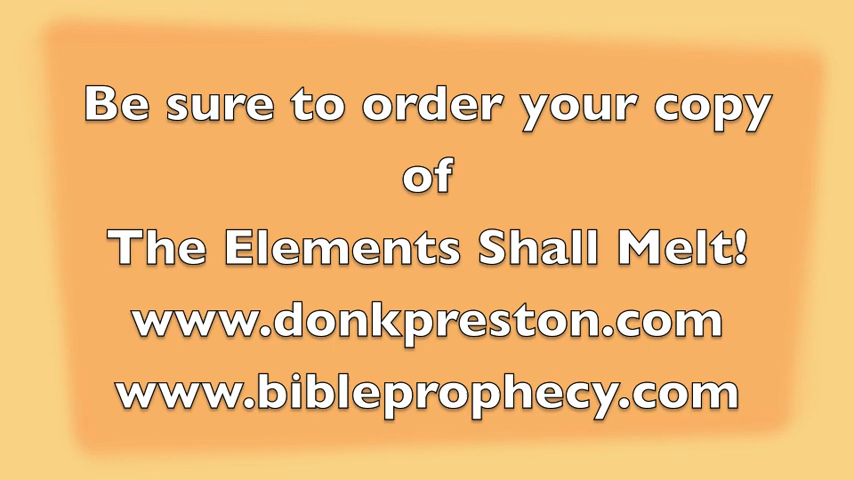 Be sure to order your copy
of
The Elements Shall Melt!
www.donkpreston.com
www.bibleprophecy.com